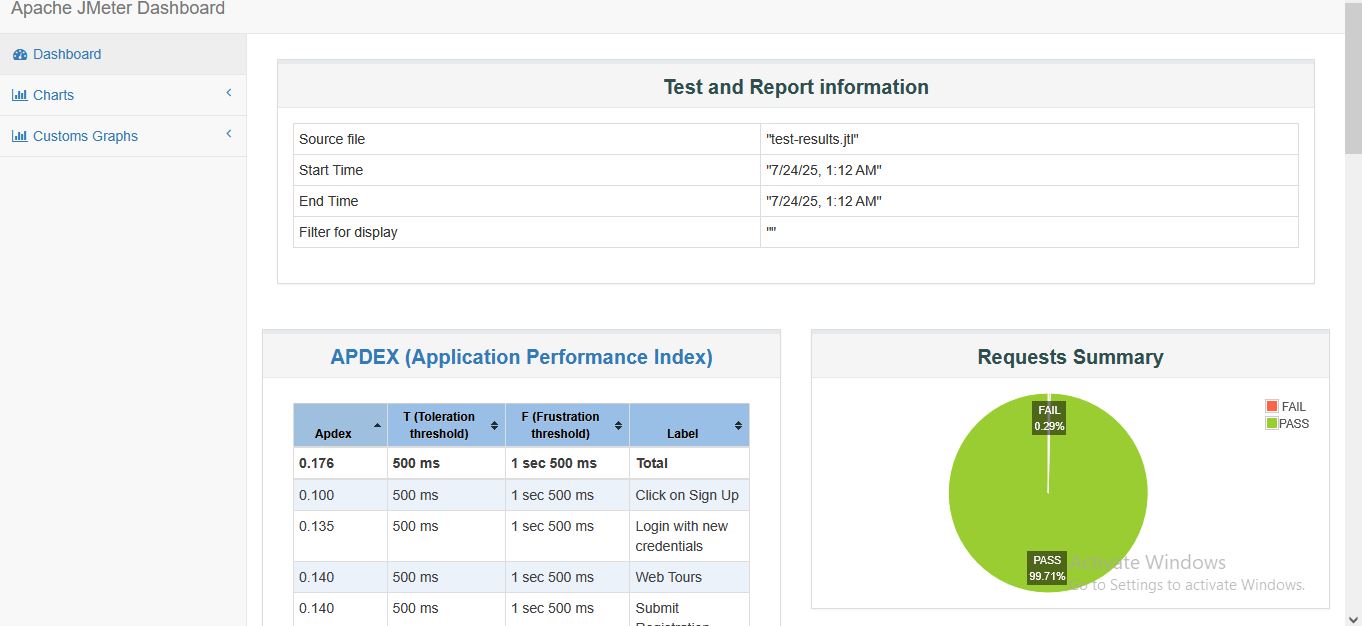 Apache JMeter Dashboard
Dashboard
Charts
Customs Graphs
Test and Report information
Source file "test-results.jtl"
Start Time "7/24/25, 1:12 AM"
End Time "7/24/25, 1:12 AM"
Filter for display ""
APDEX (Application Performance Index)
Apdex T (Toleration threshold) F (Frustration threshold) Label
0.176 500 ms 1 sec 500 ms Total
0.100 500 ms 1 sec 500 ms Click on Sign Up
0.135 500 ms 1 sec 500 ms Login with new
credentials
0.140 500 ms 1 sec 500 ms Web Tours
0.140 500 ms 1 sec 500 ms Submit
Registration
Requests Summary
FAIL
0.29%
FAIL
PASS
PASS
99.71%
Activate Windows
Go to Settings to activate Windows.